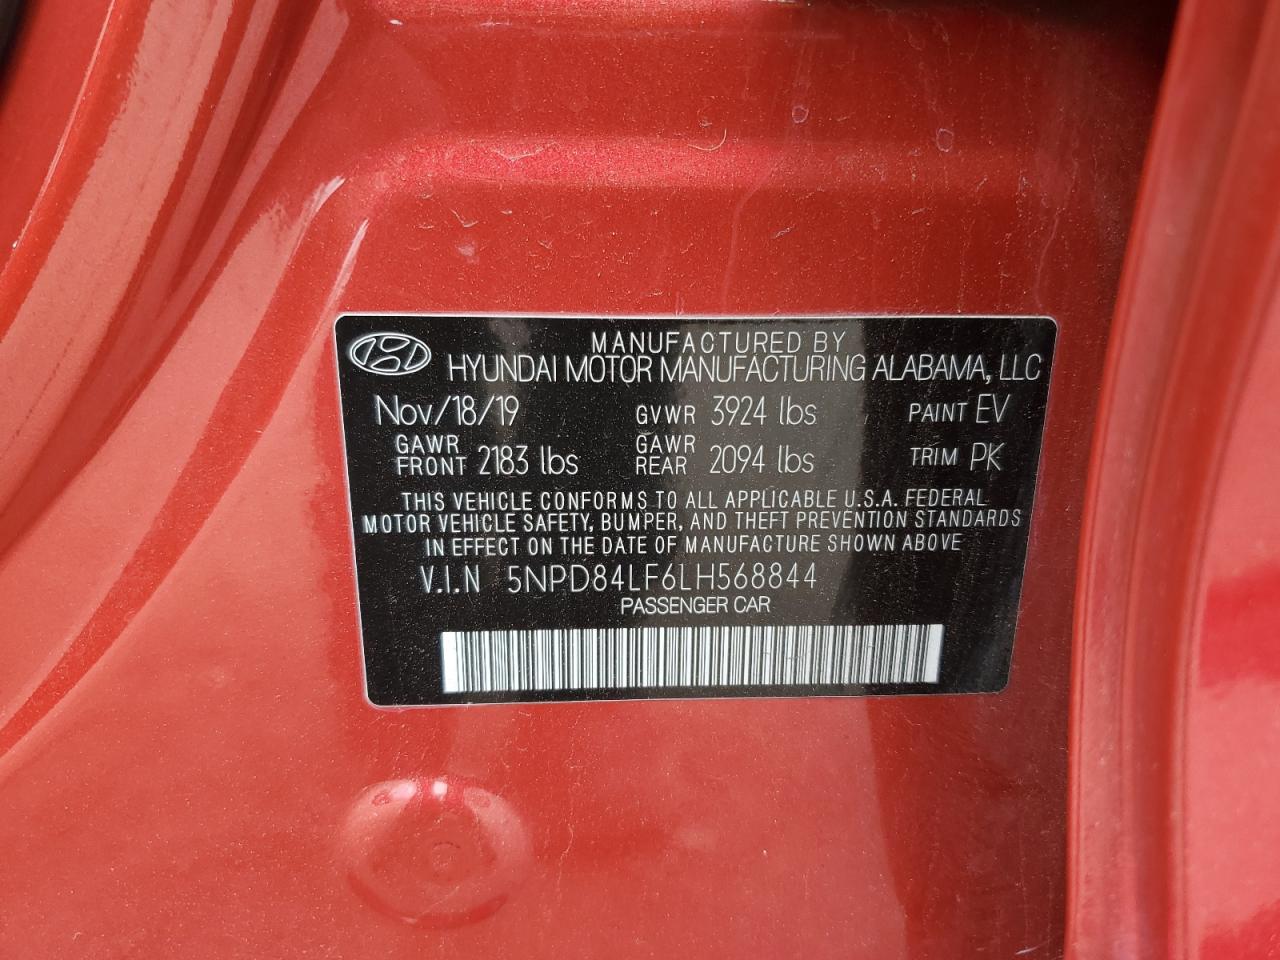 MANUFACTURED BY
HYUNDAI MOTOR MANUFACTURING ALABAMA, LLC
Nov/18/19 GVWR 3924 lbs PAINT EV
GAWR FRONT 2183 lbs GAWR REAR 2094 lbs TRIM PK
THIS VEHICLE CONFORMS TO ALL APPLICABLE U.S.A. FEDERAL
MOTOR VEHICLE SAFETY, BUMPER, AND THEFT PREVENTION STANDARDS
IN EFFECT ON THE DATE OF MANUFACTURE SHOWN ABOVE
V.I.N 5NPD84LF6LH568844
PASSENGER CAR